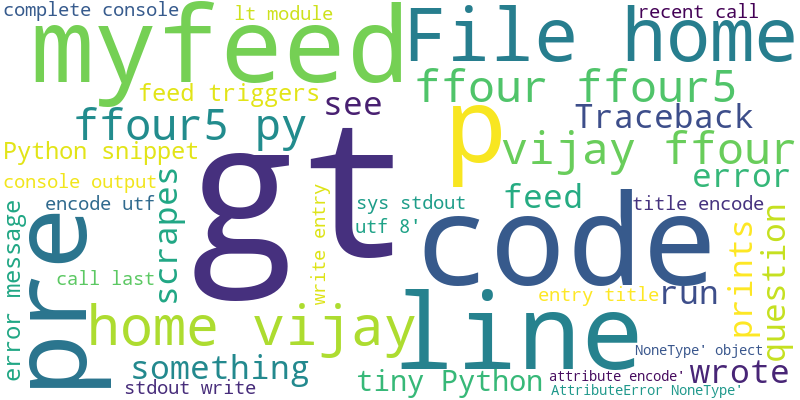 complete console
lt module
recent call
myfeed
File home
feed triggers
see
ffour ffour5
ffour5 py
p
Traceback
Python snippet
gt
vijay ffour
error
console output
scrapes
write entry
sys stdout
feed
title encode
encode utf
utf 8'
code
error message
pre
call last
line
entry title
run
prints
question
home vijay
something
NoneType' object
stdout write
tiny Python
attribute encode'
wrote
AttributeError NoneType'